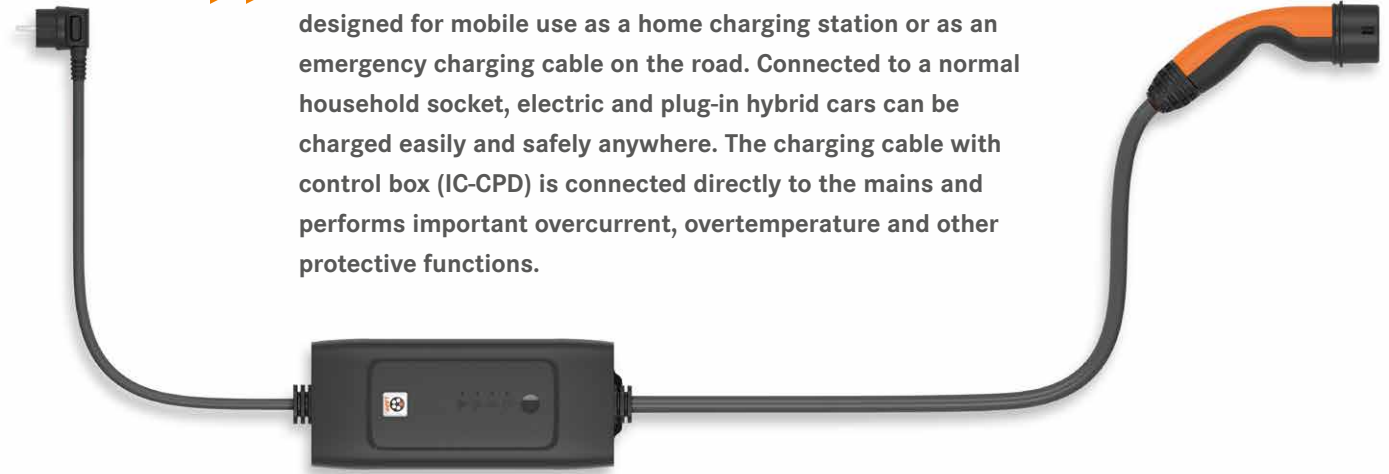 designed for mobile use as a home charging station or as an
emergency charging cable on the road. Connected to a normal
household socket, electric and plug-in hybrid cars can be
charged easily and safely anywhere. The charging cable with
control box (IC-CPD) is connected directly to the mains and
performs important overcurrent, overtemperature and other
protective functions.